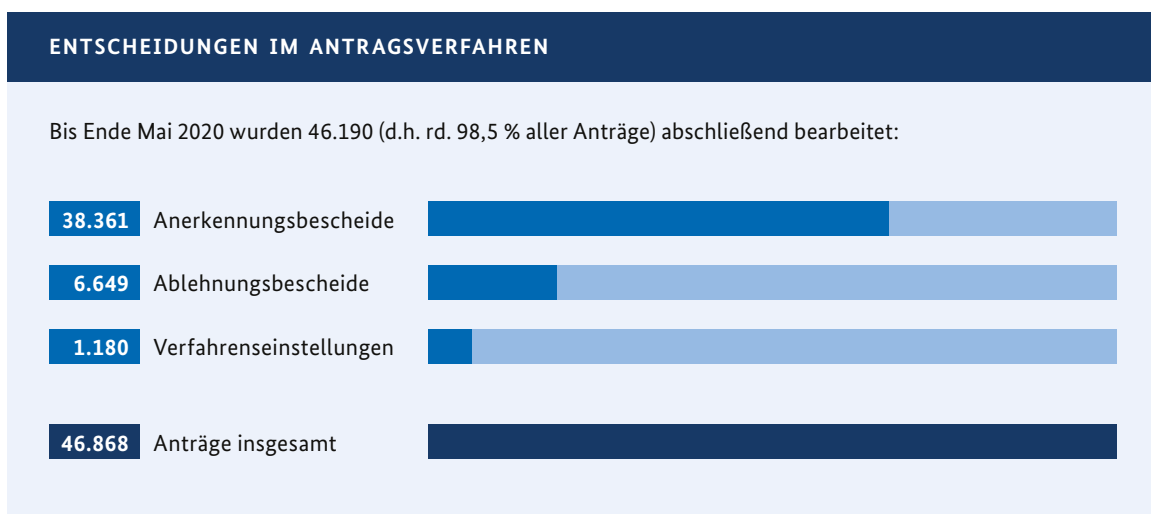 ENTSCHEIDUNGEN IM ANTRAGSVERFAHREN
Bis Ende Mai 2020 wurden 46.190 (d.h. rd. 98,5 % aller Anträge) abschließend bearbeitet:
38.361 Anerkennungsbescheide
6.649 Ablehnungsbescheide
1.180 Verfahrenseinstellungen
46.868 Anträge insgesamt